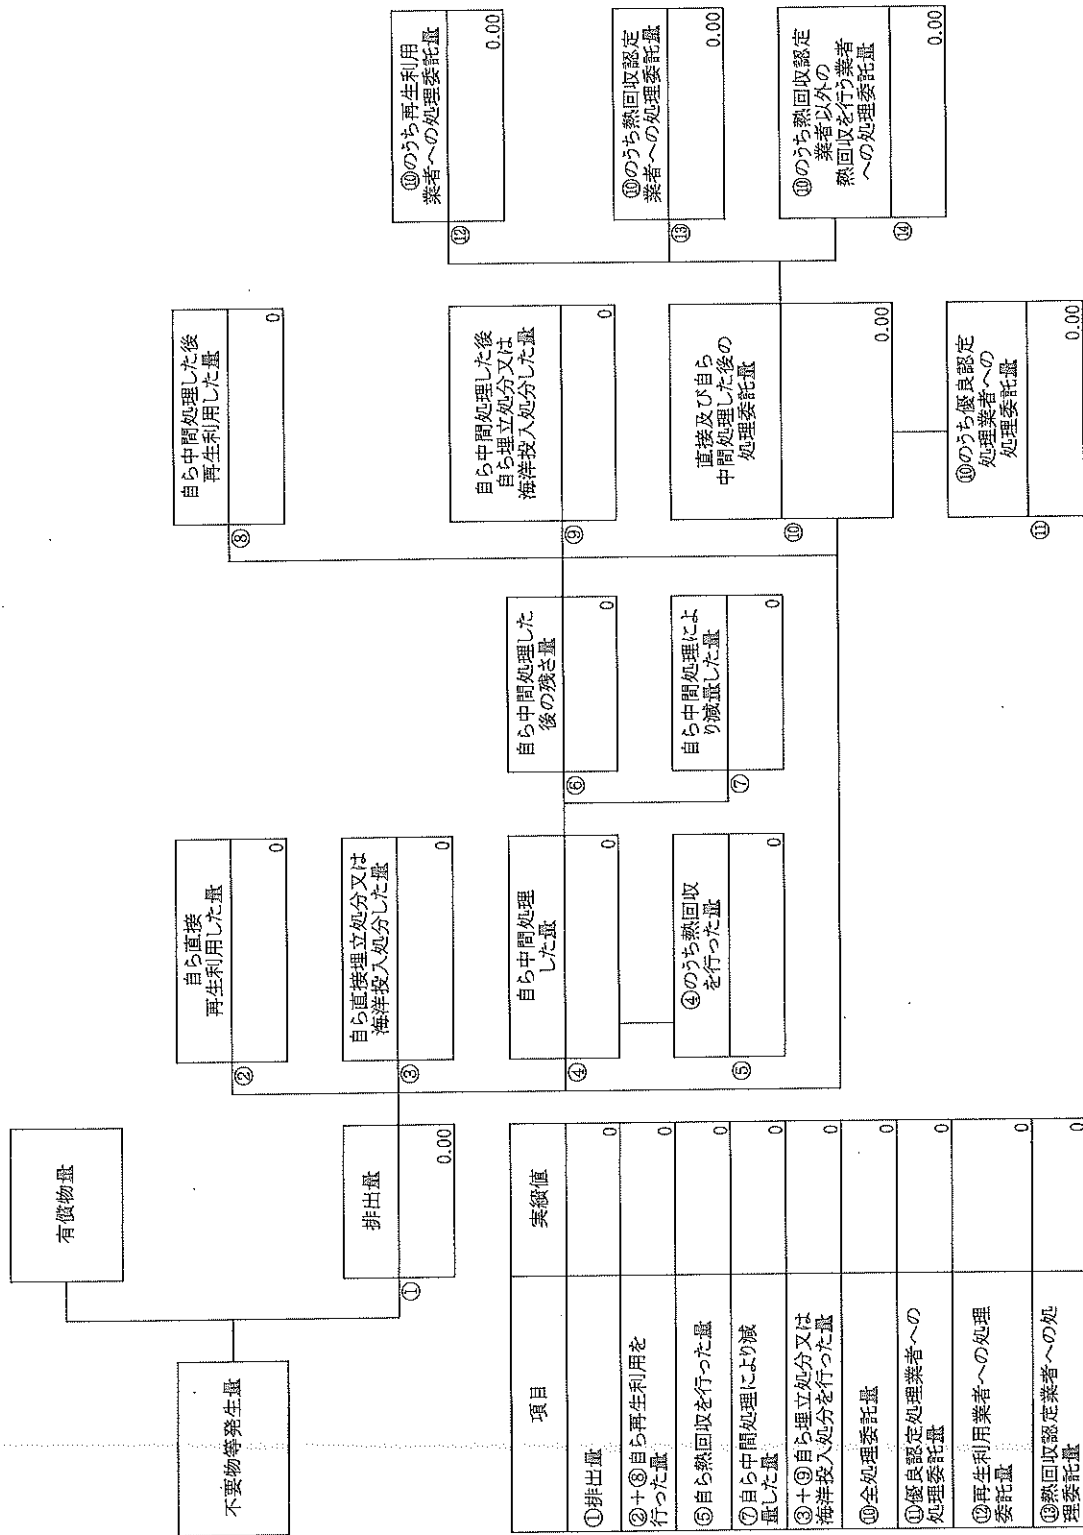 不要物等発生量
有償物量
①
排出量
0.00
②
自ら直接
再生利用した量
0
③
自ら直接埋立処分又は
海洋投入処分した量
0
④
自ら中間処理
した量
0
⑤
④のうち熱回収
を行った量
0
⑥
自ら中間処理した
後の残さ量
0
⑦
自ら中間処理によ
り減量した量
0
⑧
自ら中間処理した後
再生利用した量
0
⑨
自ら中間処理した後
自ら埋立処分又は
海洋投入処分した量
0
⑩
直接及び自ら
中間処理した後の
処理委託量
0.00
⑪
⑩のうち優良認定
処理業者への
処理委託量
0.00
⑫
⑩のうち再生利用
業者への処理委託量
0.00
⑬
⑩のうち熱回収認定
業者への処理委託量
0.00
⑭
⑩のうち熱回収認定
業者以外の
熱回収を行う業者
への処理委託量
0.00
項目 実績値
①排出量 0
②+⑧自ら再生利用を
行った量 0
⑤自ら熱回収を行った量 0
⑦自ら中間処理により減
量した量 0
③+⑨自ら埋立処分又は
海洋投入処分を行った量 0
⑩全処理委託量 0
⑪優良認定処理業者への
処理委託量 0
⑫再生利用業者への処理
委託量 0
⑬熱回収認定業者への処
理委託量 0